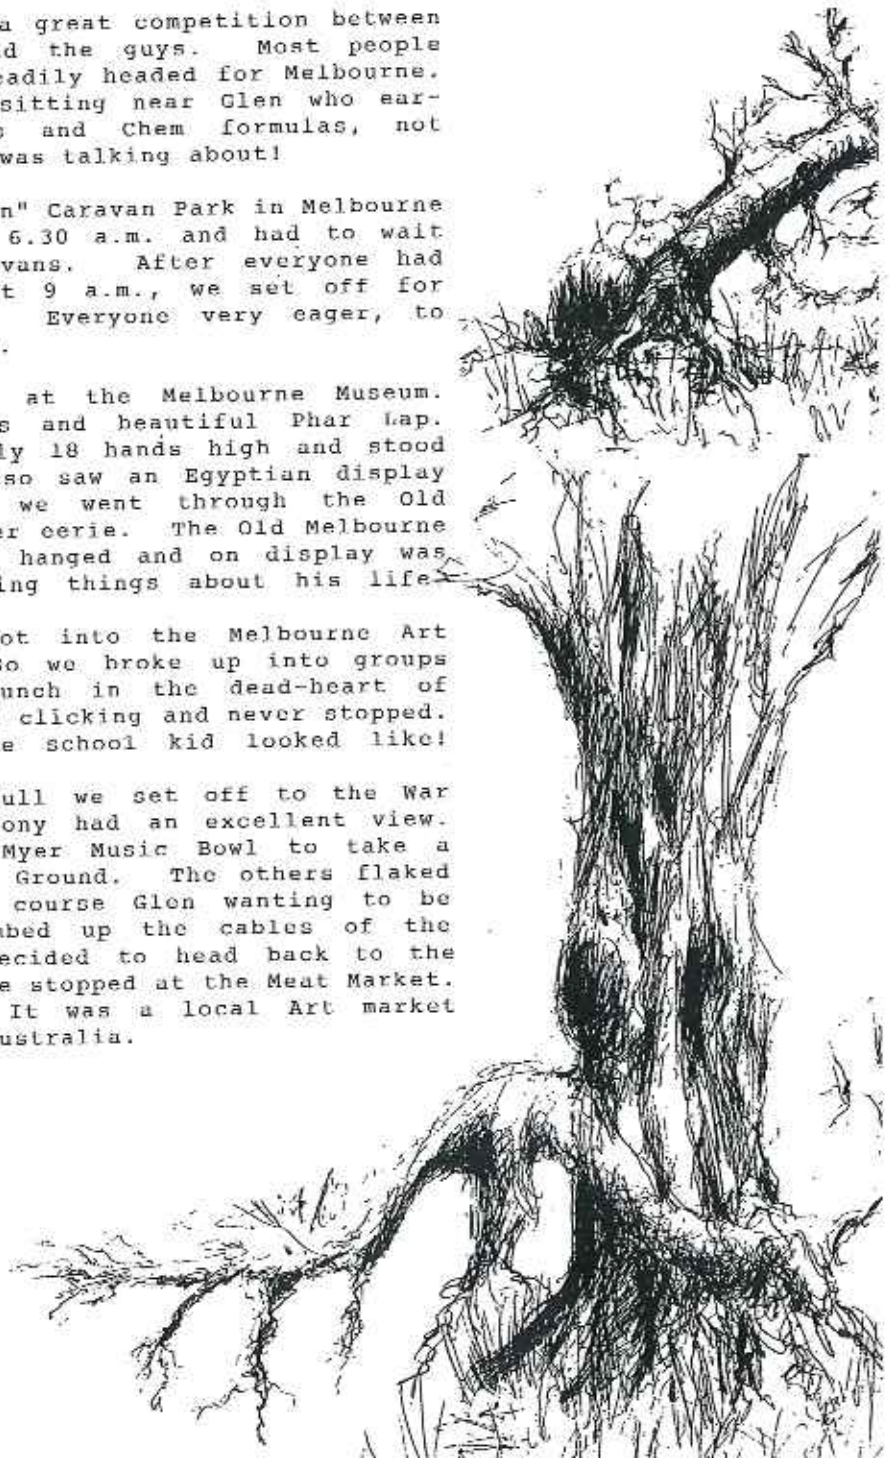 a great competition between
d the guys. Most people
eadily headed for Melbourne.
sitting near Glen who ear-
s and Chem formulas, not
was talking about!
n" Caravan Park in Melbourne
6.30 a.m. and had to wait
vans. After everyone had
t 9 a.m., we set off for
Everyone very eager, to
.
at the Melbourne Museum.
s and beautiful Phar Lap.
ly 18 hands high and stood
so saw an Egyptian display
we went through the Old
er eerie. The Old Melbourne
hanged and on display was
ing things about his life
ot into the Melbourne Art
So we broke up into groups
unch in the dead-heart of
clicking and never stopped.
e school kid looked like!
ull we set off to the War
ony had an excellent view.
Myer Music Bowl to take a
Ground. The others flaked
course Glen wanting to be
mbed up the cables of the
ecided to head back to the
e stopped at the Meat Market.
It was a local Art market
ustralia.